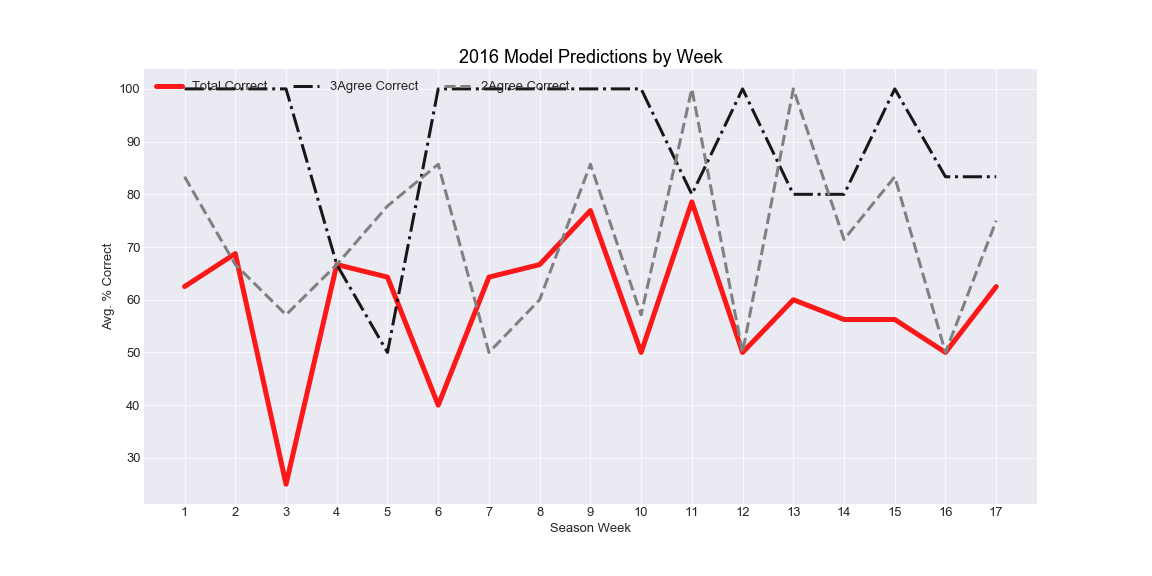 2016 Model Predictions by Week
Total Correct 3Agree Correct 2Agree Correct
100
90
80
70
60
50
40
30
Avg. % Correct
1 2 3 4 5 6 7 8 9 10 11 12 13 14 15 16 17
Season Week